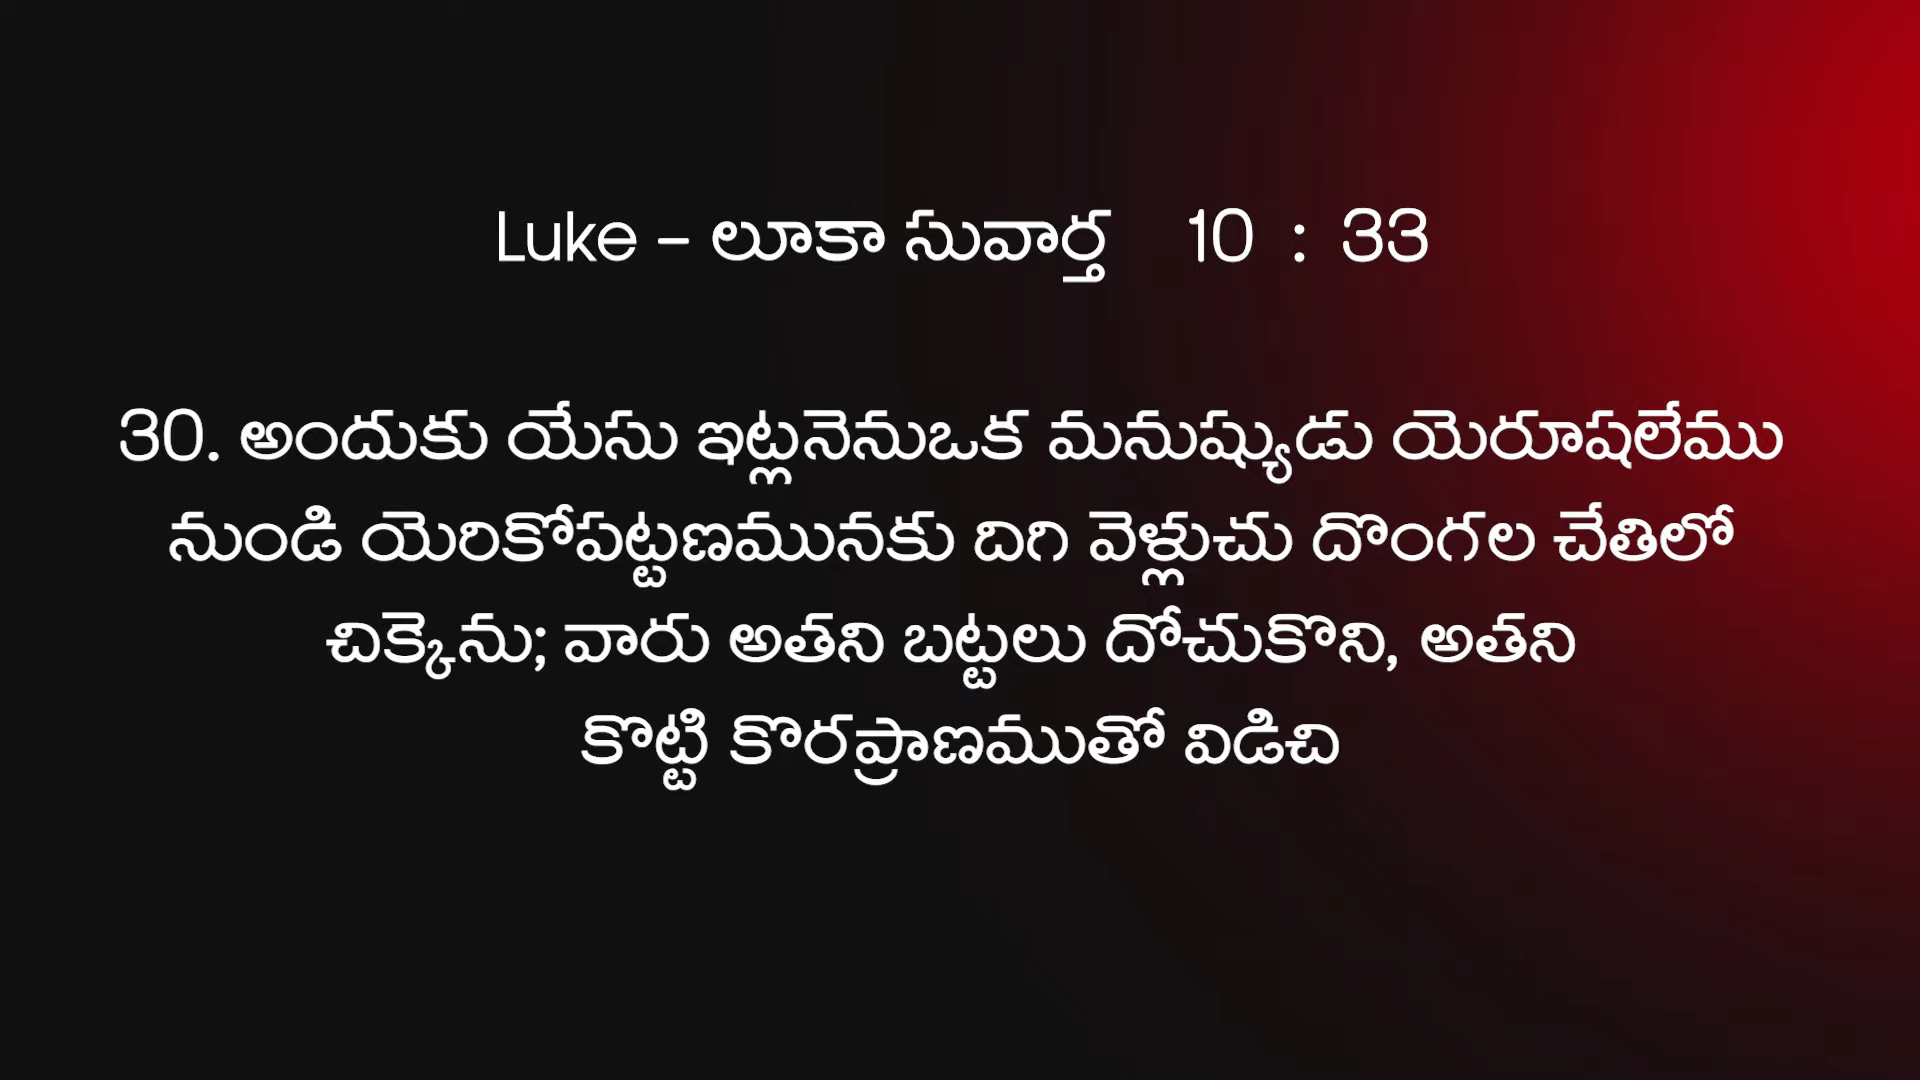 Luke – లూకా సువార్త 10 : 33
30. అందుకు యేసు ఇట్లనెనుఒక మనుష్యుడు యెరూషలేము
నుండి యెరికోపట్టణమునకు దిగి వెళ్లుచు దొంగల చేతిలో
చిక్కెను; వారు అతని బట్టలు దోచుకొని, అతని
కొట్టి కొరప్రాణముతో విడిచి